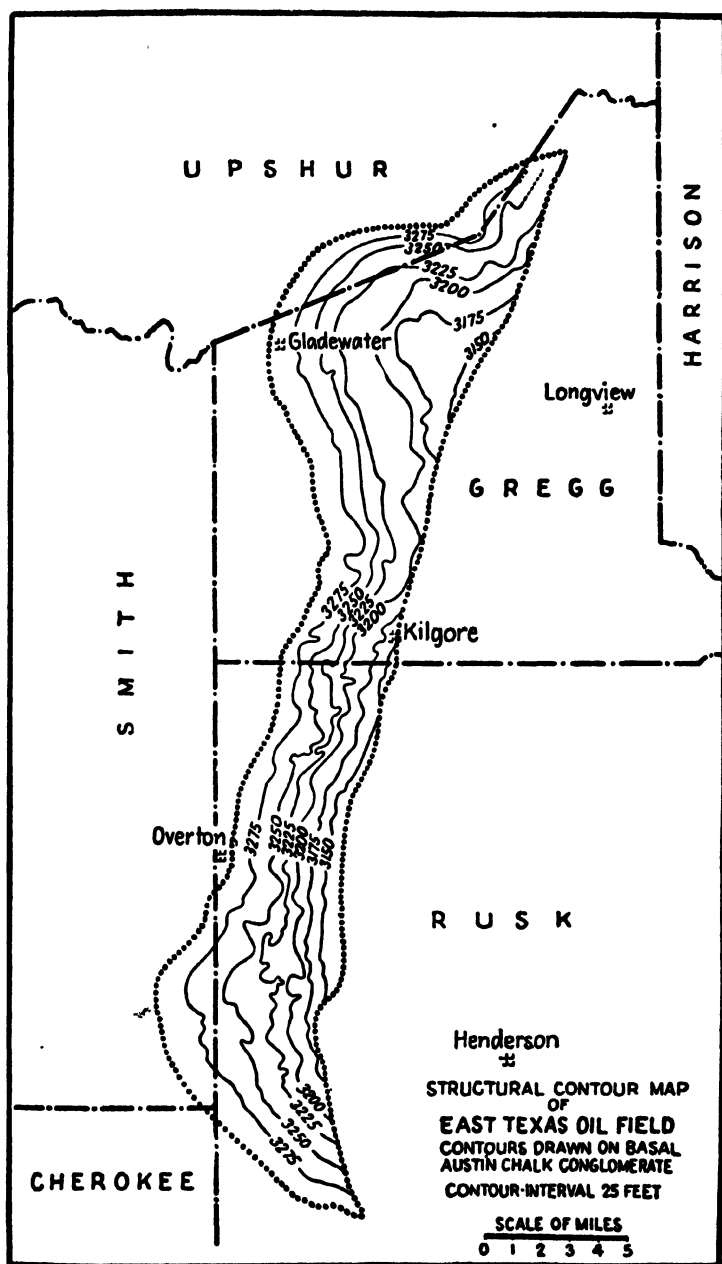 UPSHUR
HARRISON
3275
3250
3225
3200
3175
3150
Gladewater
Longview
GREGG
SMITH
3275
3250
3225
3200
Kilgore
Overton
3275
3250
3225
3200
3175
3150
RUSK
Henderson
3200
3225
3250
3275
CHEROKEE
STRUCTURAL CONTOUR MAP
OF
EAST TEXAS OIL FIELD
CONTOURS DRAWN ON BASAL
AUSTIN CHALK CONGLOMERATE
CONTOUR-INTERVAL 25 FEET
SCALE OF MILES
0 1 2 3 4 5